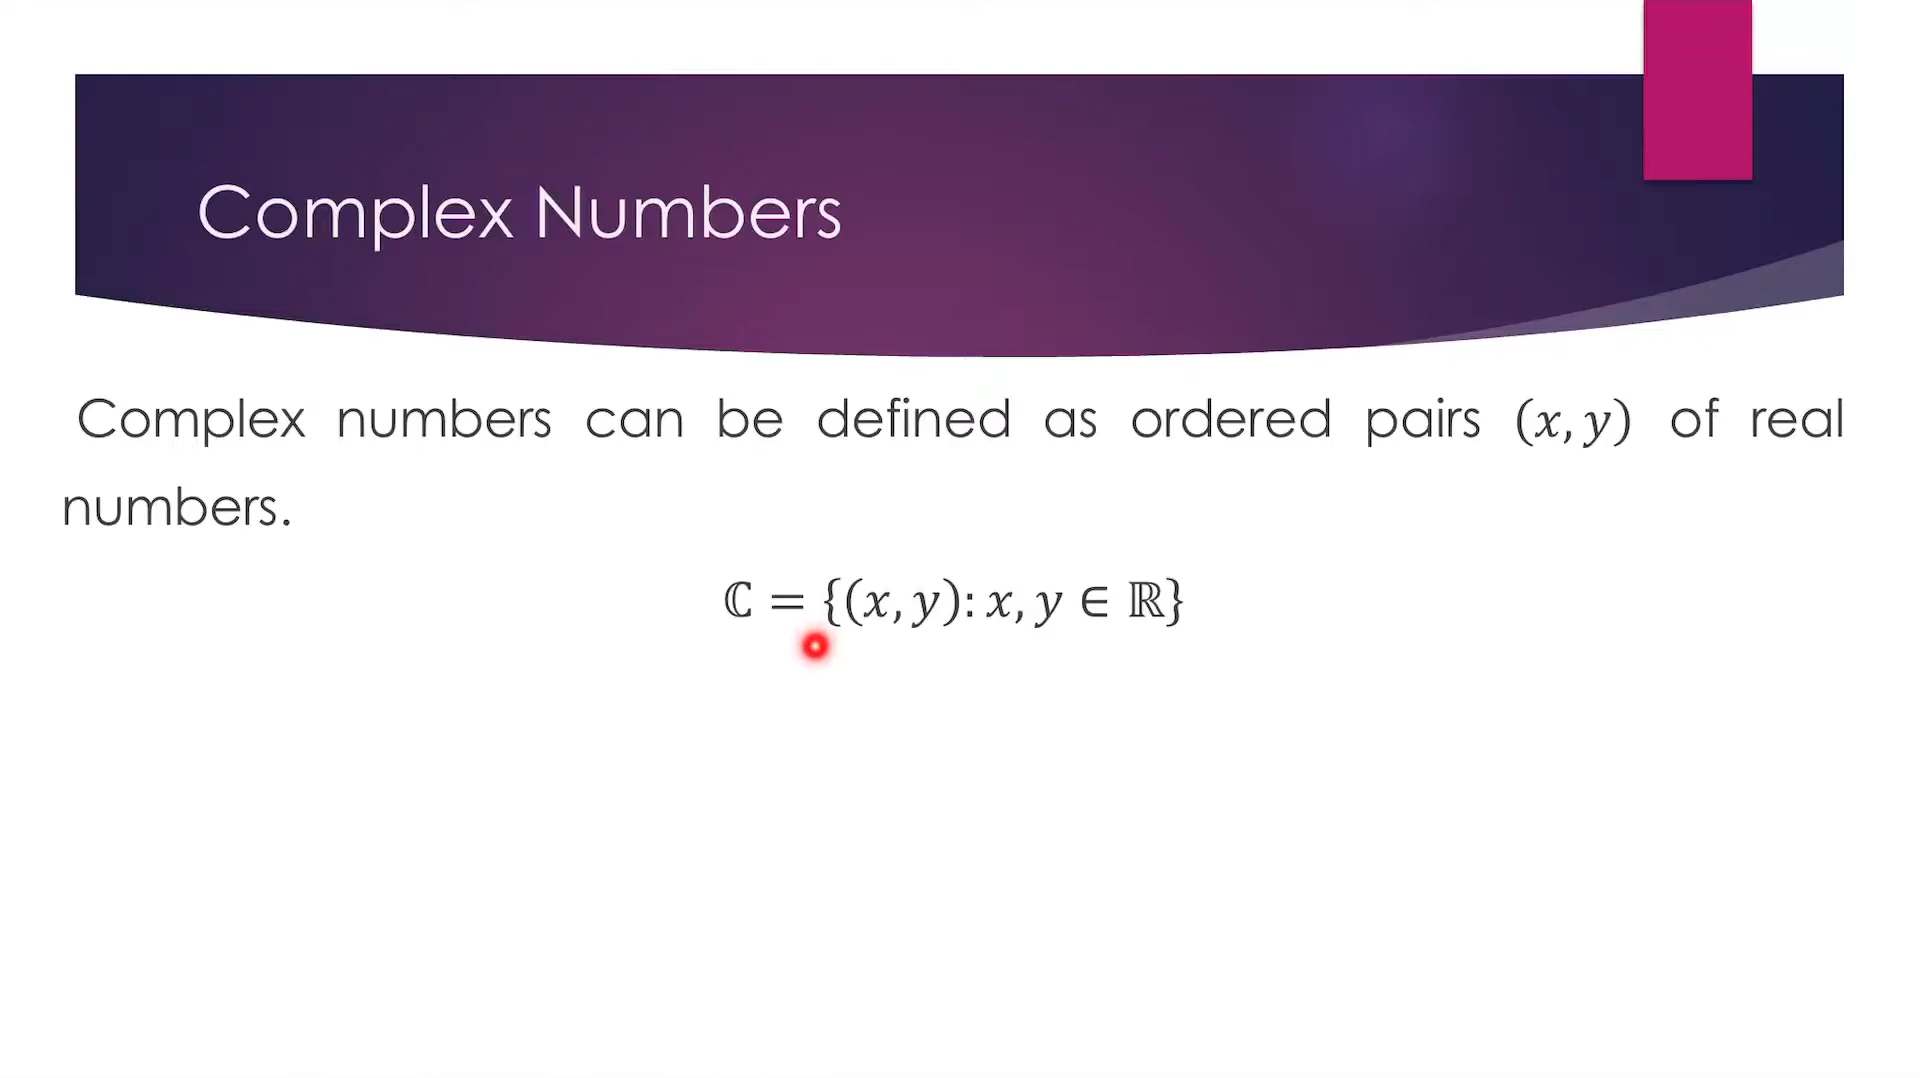 Complex Numbers
Complex numbers can be defined as ordered pairs (x, y) of real
numbers.
ℂ = {(x, y): x, y ∈ ℝ}